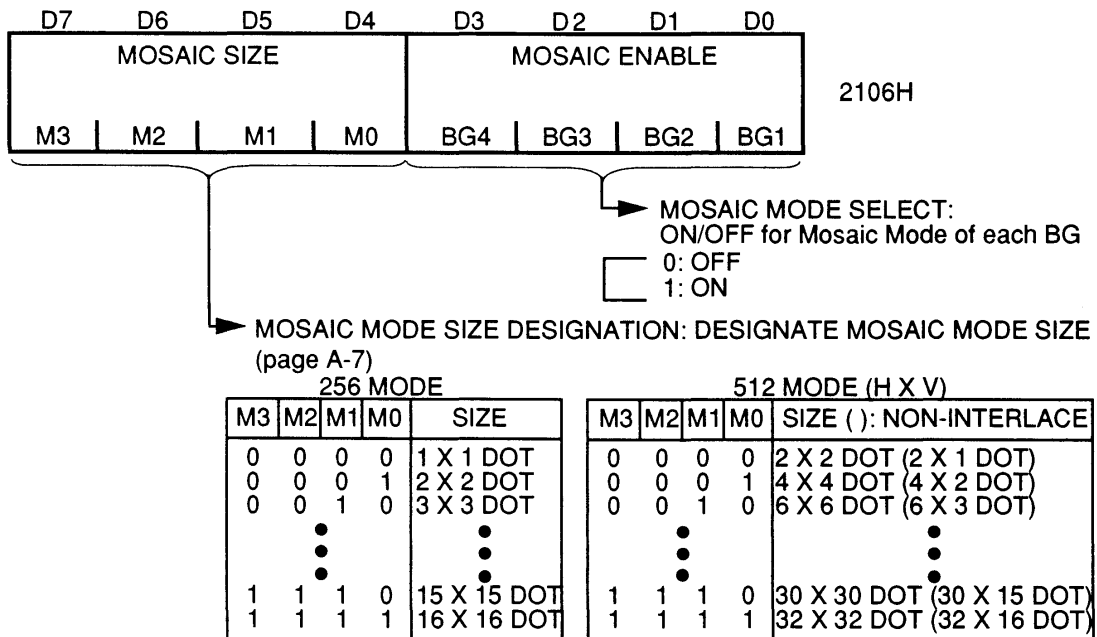 D7 D6 D5 D4 D3 D2 D1 D0
MOSAIC SIZE MOSAIC ENABLE
2106H
M3 M2 M1 M0 BG4 BG3 BG2 BG1
MOSAIC MODE SELECT:
ON/OFF for Mosaic Mode of each BG
0: OFF
1: ON
MOSAIC MODE SIZE DESIGNATION: DESIGNATE MOSAIC MODE SIZE
(page A-7)
256 MODE
M3 M2 M1 M0 SIZE
0 0 0 0 1 X 1 DOT
0 0 0 1 2 X 2 DOT
0 0 1 0 3 X 3 DOT
1 1 1 0 15 X 15 DOT
1 1 1 1 16 X 16 DOT
512 MODE (H X V)
M3 M2 M1 M0 SIZE ( ): NON-INTERLACE
0 0 0 0 2 X 2 DOT (2 X 1 DOT)
0 0 0 1 4 X 4 DOT (4 X 2 DOT)
0 0 1 0 6 X 6 DOT (6 X 3 DOT)
1 1 1 0 30 X 30 DOT (30 X 15 DOT)
1 1 1 1 32 X 32 DOT (32 X 16 DOT)